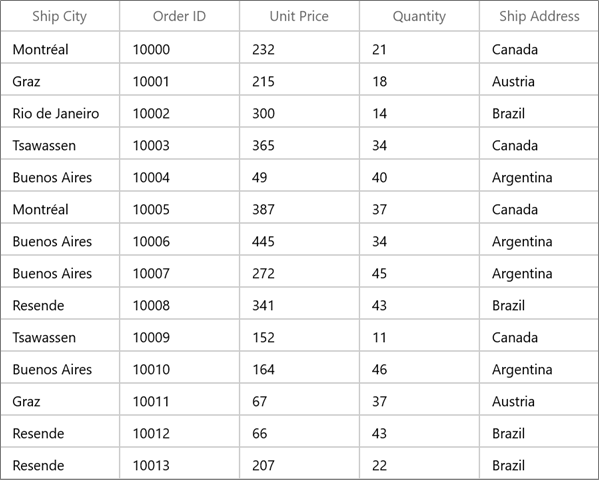 Ship City Order ID Unit Price Quantity Ship Address
Montréal 10000 232 21 Canada
Graz 10001 215 18 Austria
Rio de Janeiro 10002 300 14 Brazil
Tsawassen 10003 365 34 Canada
Buenos Aires 10004 49 40 Argentina
Montréal 10005 387 37 Canada
Buenos Aires 10006 445 34 Argentina
Buenos Aires 10007 272 45 Argentina
Resende 10008 341 43 Brazil
Tsawassen 10009 152 11 Canada
Buenos Aires 10010 164 46 Argentina
Graz 10011 67 37 Austria
Resende 10012 66 43 Brazil
Resende 10013 207 22 Brazil